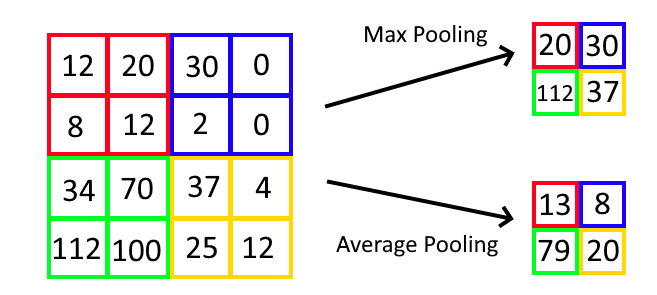 Max Pooling
20 30
112 37
12 20 30 0
8 12 2 0
34 70 37 4
112 100 25 12
Average Pooling
13 8
79 20